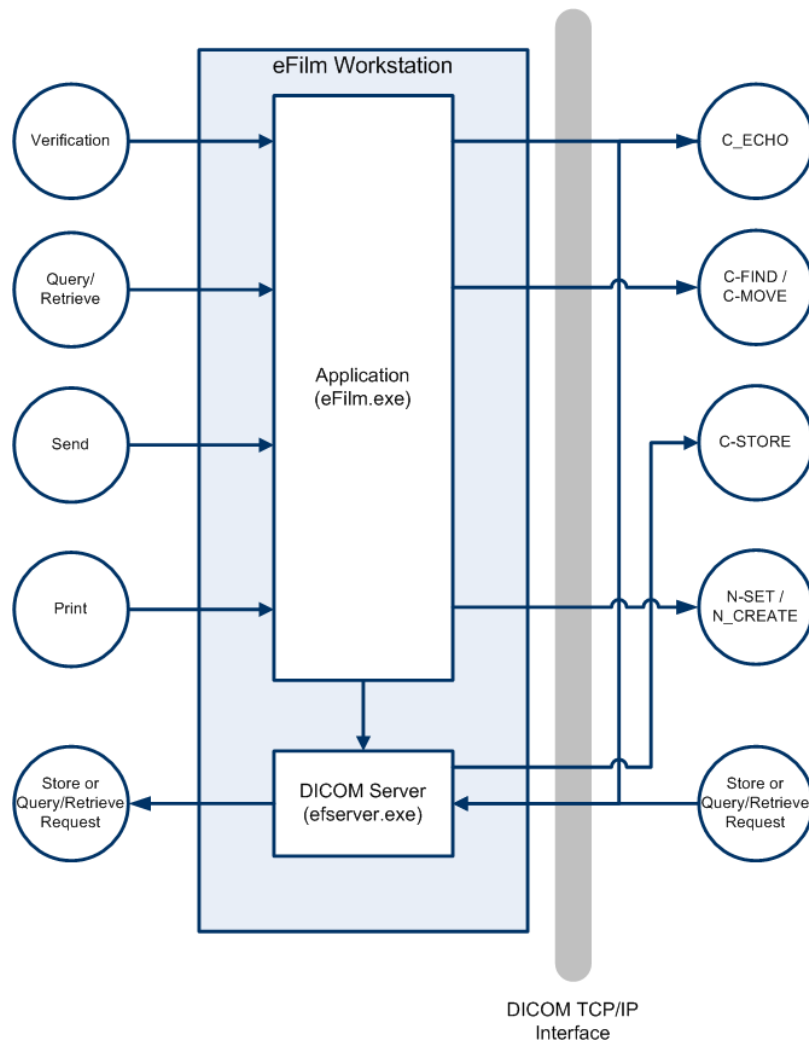 eFilm Workstation
Verification
C_ECHO
Query/
Retrieve
C-FIND /
C-MOVE
Application
(eFilm.exe)
Send
C-STORE
Print
N-SET /
N_CREATE
Store or
Query/Retrieve
Request
DICOM Server
(efserver.exe)
Store or
Query/Retrieve
Request
DICOM TCP/IP
Interface